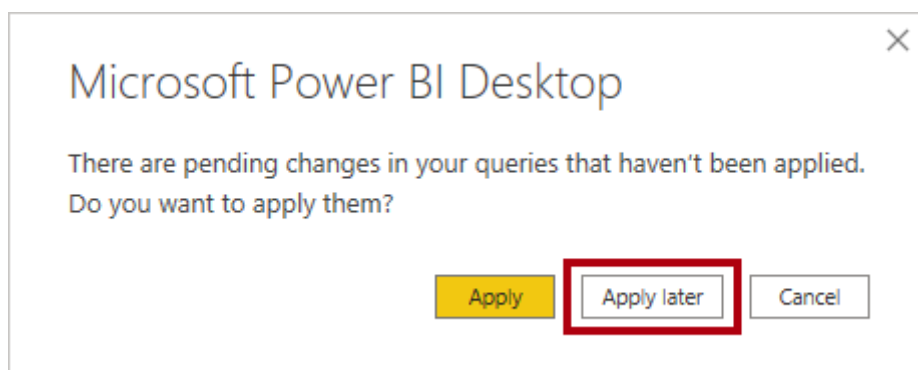 Microsoft Power BI Desktop
There are pending changes in your queries that haven't been applied.
Do you want to apply them?
Apply
Apply later
Cancel